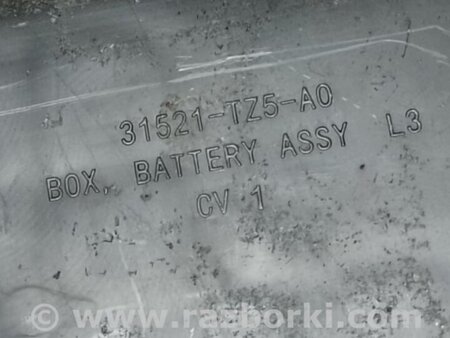 31521-TZ5-A0
BOX, BATTERY ASSY L3
CV 1
© www.razborki.com